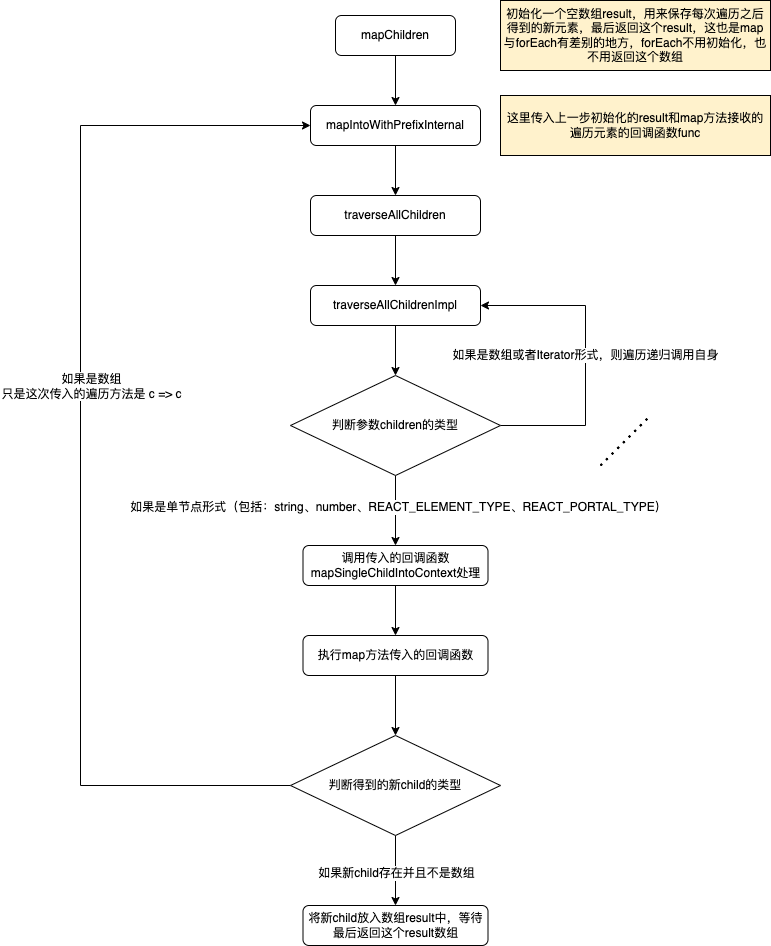 初始化一个空数组result，用来保存每次遍历之后
得到的新元素，最后返回这个result，这也是map
与forEach有差别的地方，forEach不用初始化，也
不用返回这个数组
mapChildren
这里传入上一步初始化的result和map方法接收的
遍历元素的回调函数func
mapIntoWithPrefixInternal
traverseAllChildren
traverseAllChildrenImpl
如果是数组或者Iterator形式，则遍历递归调用自身
如果是数组
只是这次传入的遍历方法是 c => c
判断参数children的类型
如果是单节点形式（包括：string、number、REACT_ELEMENT_TYPE、REACT_PORTAL_TYPE）
调用传入的回调函数
mapSingleChildIntoContext处理
执行map方法传入的回调函数
判断得到的新child的类型
如果新child存在并且不是数组
将新child放入数组result中，等待
最后返回这个result数组